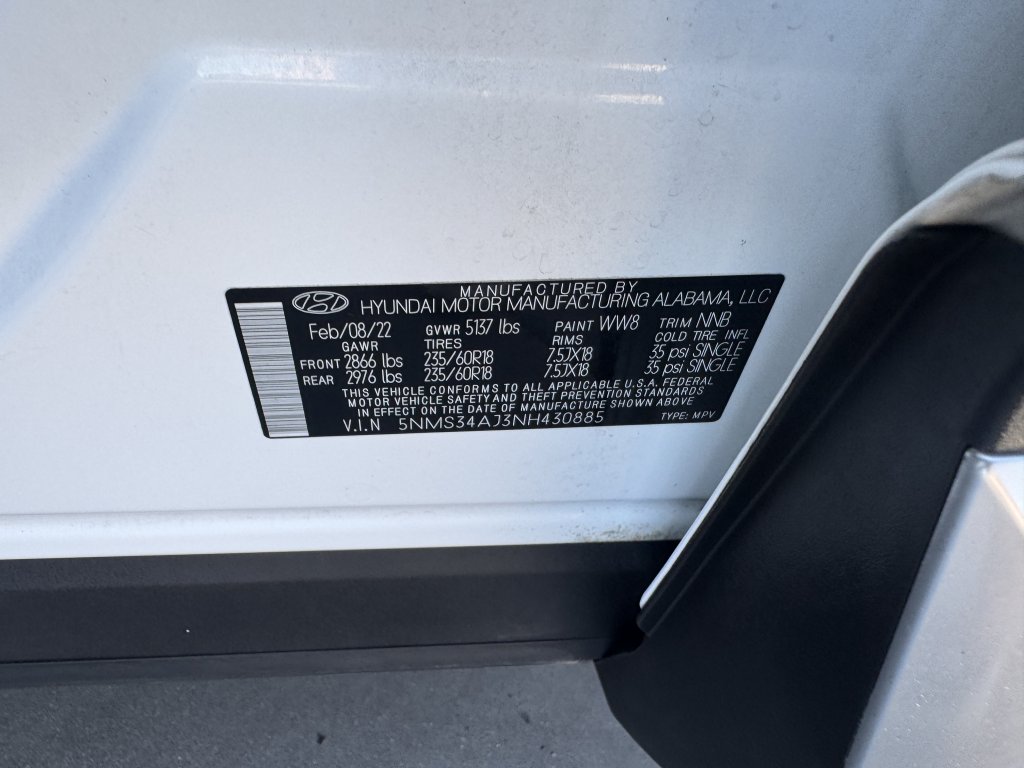 MANUFACTURED BY
HYUNDAI MOTOR MANUFACTURING ALABAMA, LLC
Feb/08/22 GVWR 5137 lbs PAINT WW8 TRIM NNB
GAWR TIRES RIMS COLD TIRE INFL
FRONT 2866 lbs 235/60R18 7.5JX18 35 psi SINGLE
REAR 2976 lbs 235/60R18 7.5JX18 35 psi SINGLE
THIS VEHICLE CONFORMS TO ALL APPLICABLE U.S.A. FEDERAL
MOTOR VEHICLE SAFETY AND THEFT PREVENTION STANDARDS
IN EFFECT ON THE DATE OF MANUFACTURE SHOWN ABOVE
V.I.N 5NMS34AJ3NH430885 TYPE: MPV